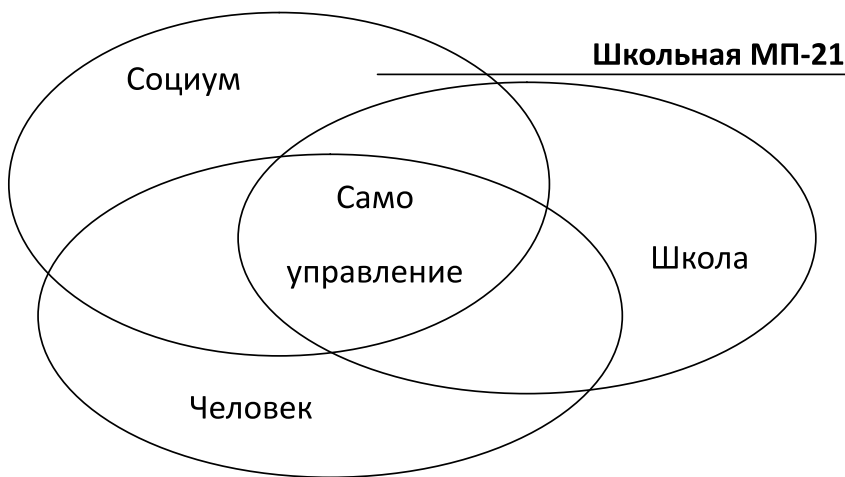 Школьная МП-21
Социум
Само
управление
Школа
Человек